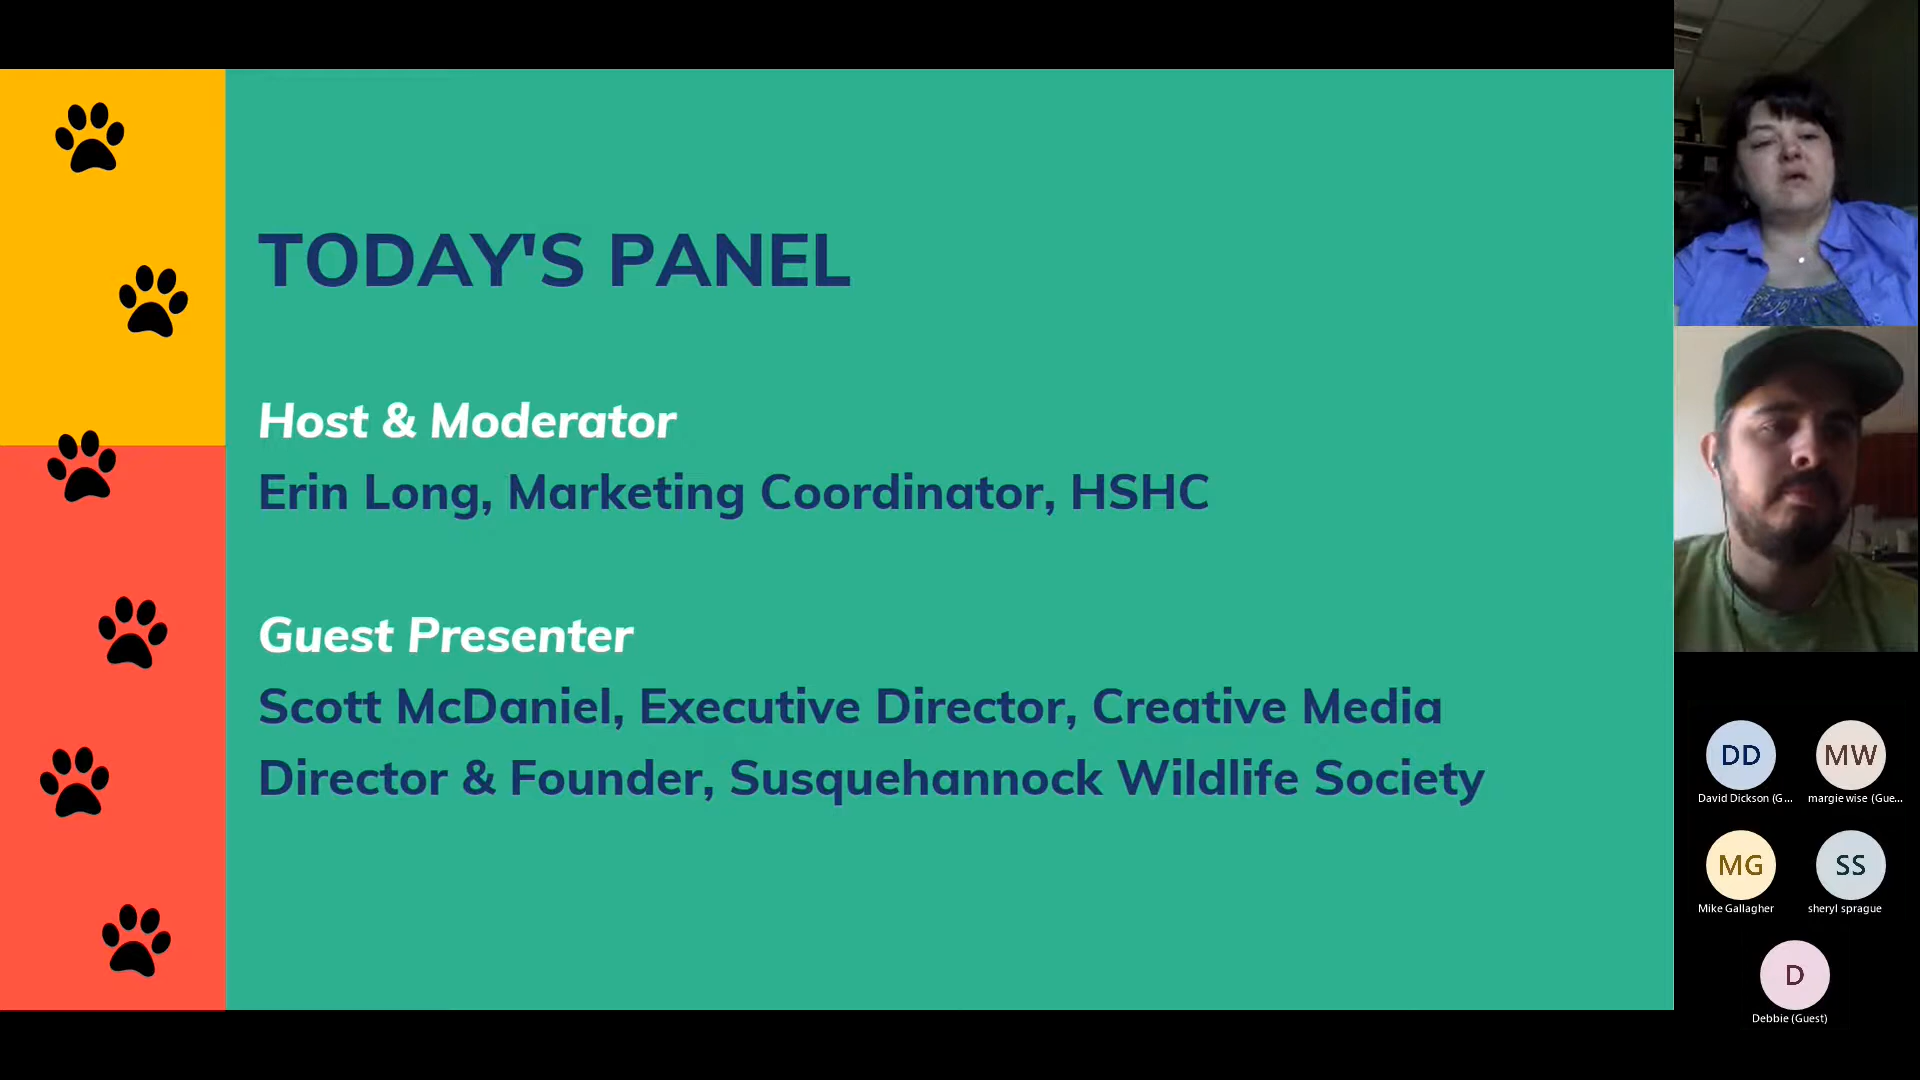 TODAY'S PANEL
Host & Moderator
Erin Long, Marketing Coordinator, HSHC
Guest Presenter
Scott McDaniel, Executive Director, Creative Media
Director & Founder, Susquehannock Wildlife Society
DD
David Dickson (G...
MW
margie wise (Gue...
MG
Mike Gallagher
SS
sheryl sprague
D
Debbie (Guest)